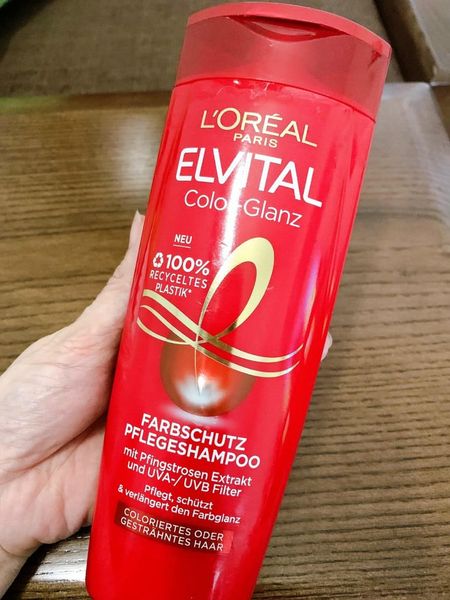 L'ORÉAL
PARIS
ELVITAL
Color-Glanz
NEU
100%
RECYCELTES
PLASTIK*
FARBSCHUTZ
PFLEGESHAMPOO
mit Pfingstrosen Extrakt
und UVA-/ UVB Filter
Pflegt, schützt
& verlängert den Farbglanz
COLORIERTES ODER
GESTRÄHNTES HAAR